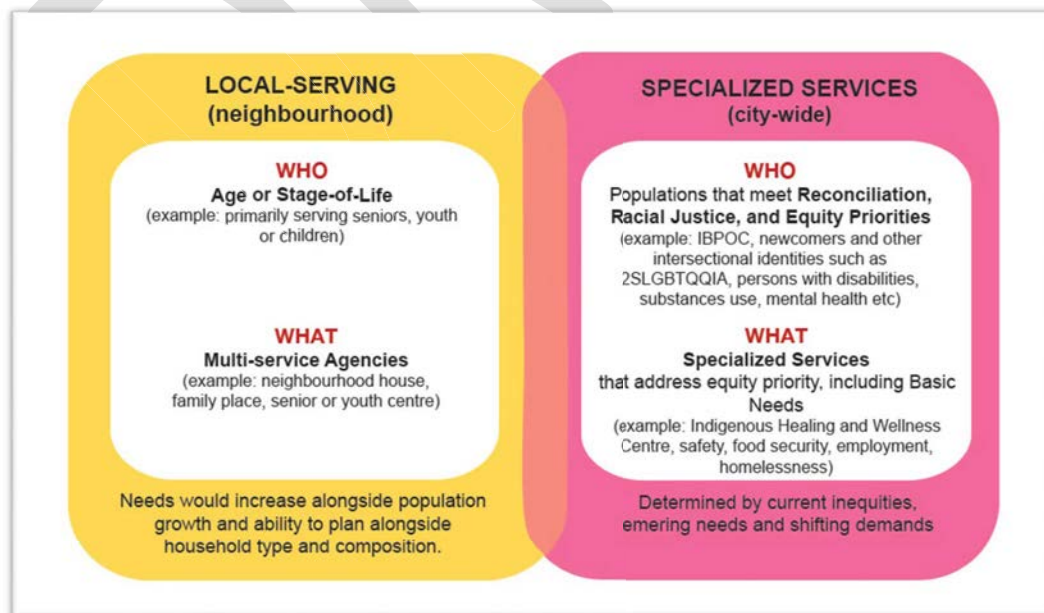 LOCAL-SERVING
(neighbourhood)
WHO
Age or Stage-of-Life
(example: primarily serving seniors, youth
or children)
WHAT
Multi-service Agencies
(example: neighbourhood house,
family place, senior or youth centre)
Needs would increase alongside population
growth and ability to plan alongside
household type and composition.
SPECIALIZED SERVICES
(city-wide)
WHO
Populations that meet Reconciliation,
Racial Justice, and Equity Priorities
(example: IBPOC, newcomers and other
intersectional identities such as
2SLGBTQQIA, persons with disabilities,
substances use, mental health etc)
WHAT
Specialized Services
that address equity priority, including Basic
Needs
(example: Indigenous Healing and Wellness
Centre, safety, food security, employment,
homelessness)
Determined by current inequities,
emering needs and shifting demands